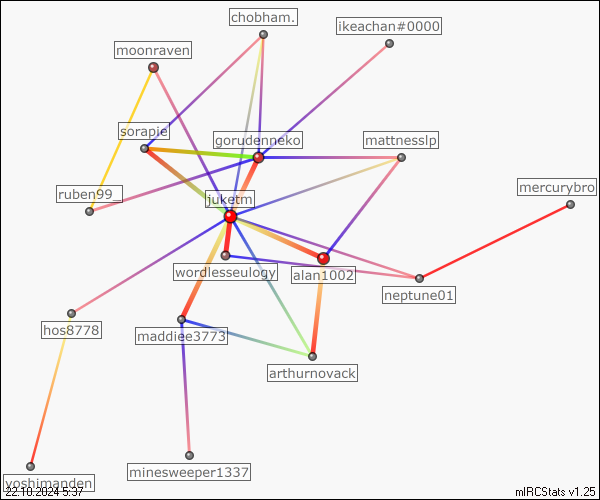 chobham.
ikeachan#0000
moonraven
sorapje
gorudenneko
mattnesslp
mercurybro
ruben99_
juketm
wordlesseulogy
alan1002
neptune01
hos8778
maddiee3773
arthurnovack
minesweeper1337
yoshimanden
22.10.2024 5:37
mIRCStats v1.25